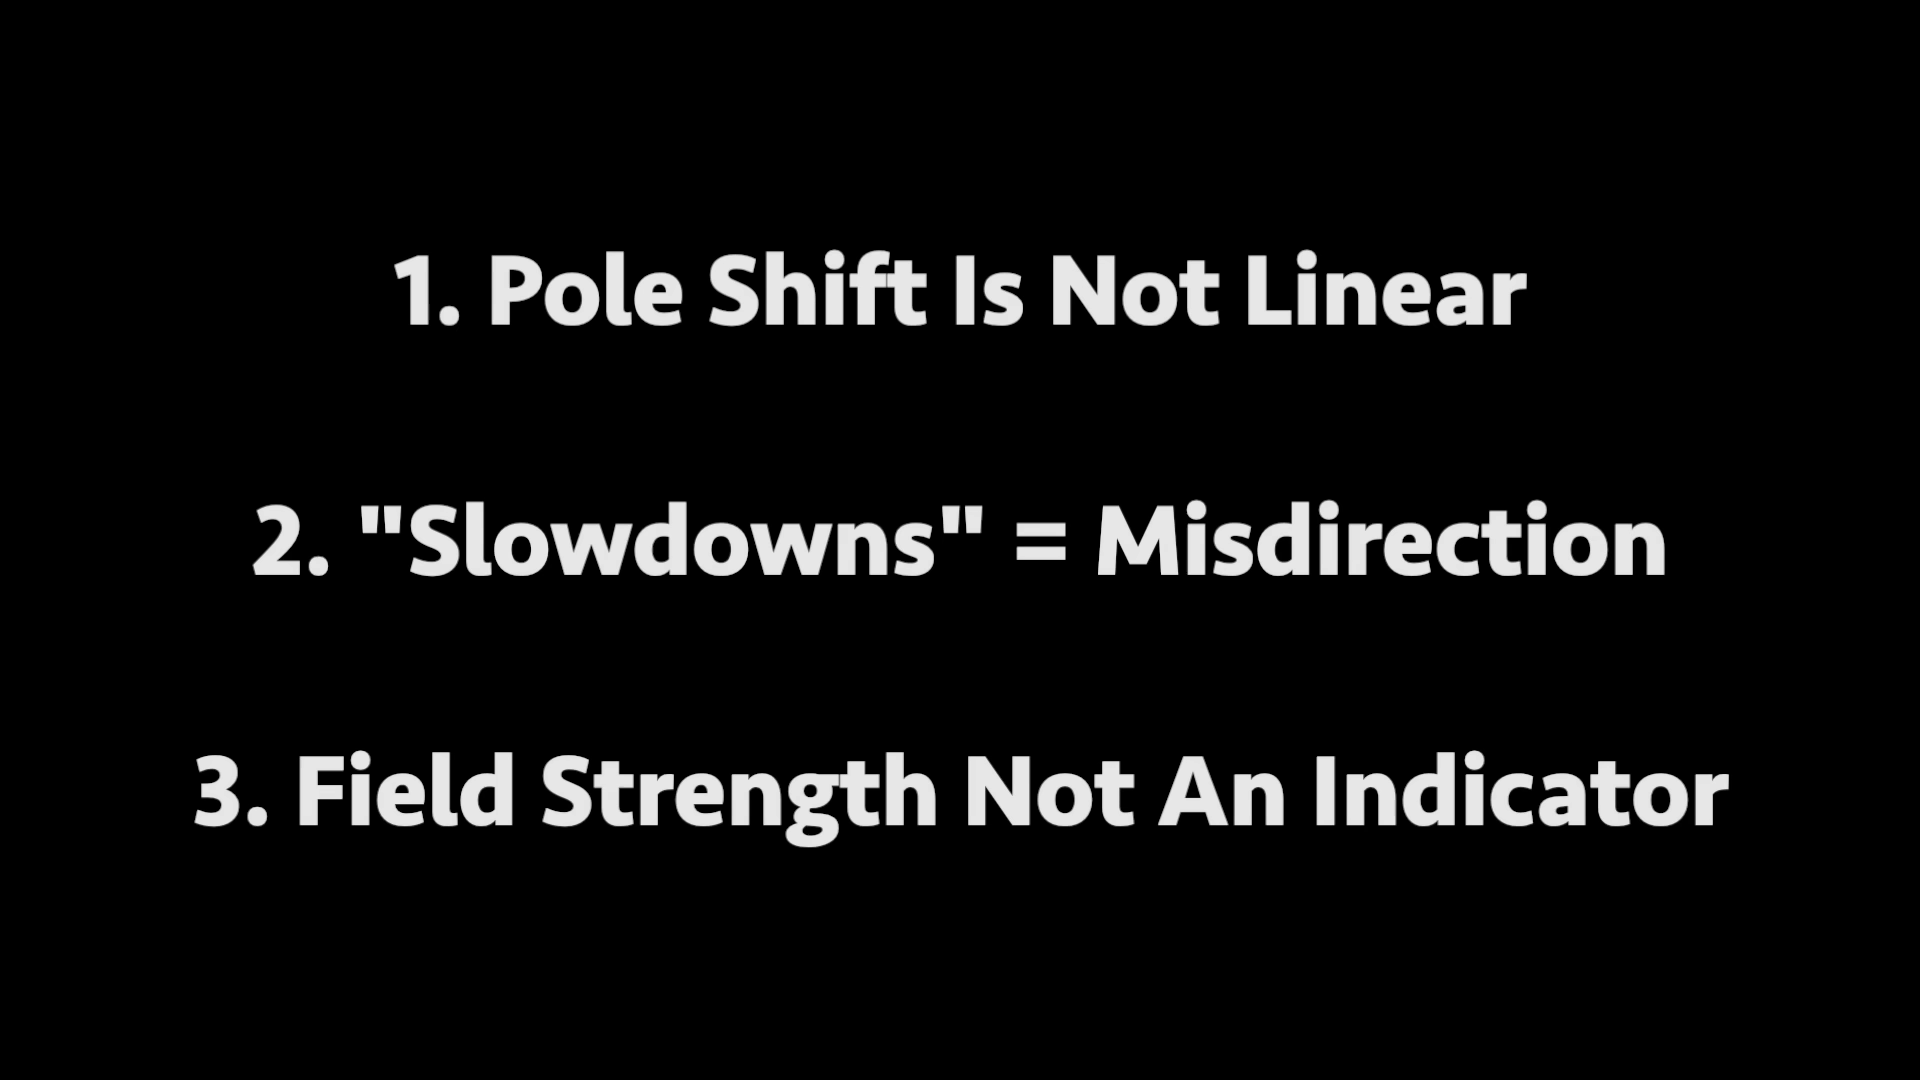 1. Pole Shift Is Not Linear
2. "Slowdowns" = Misdirection
3. Field Strength Not An Indicator